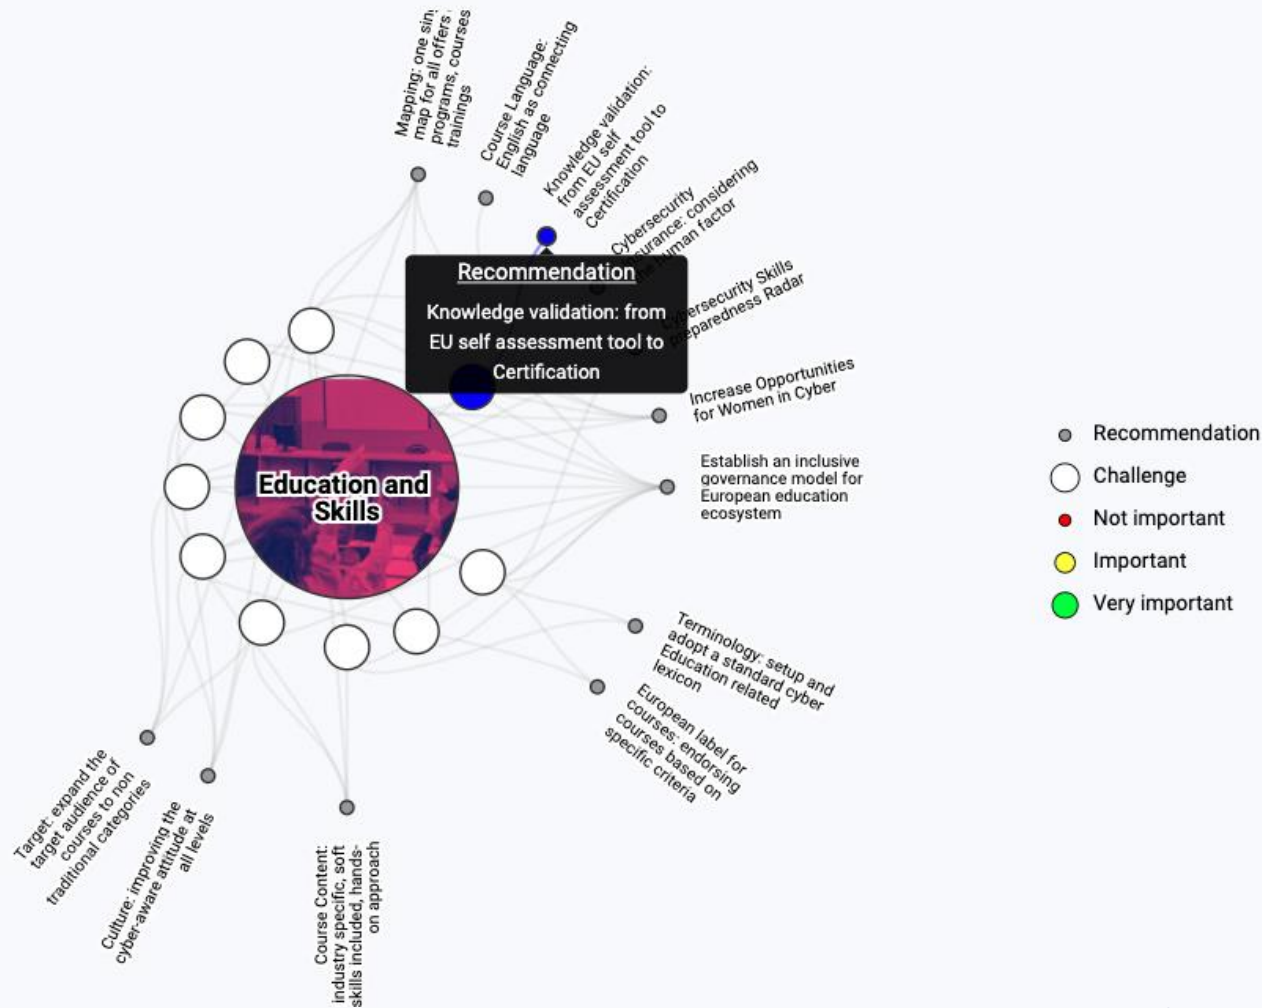 Mapping: one
map for all offers
programs, courses
trainings
Course Language:
English as connecting
language
Knowledge validation:
from EU self
assessment tool to
Certification
Cybersecurity
insurance: considering
human factor
Cybersecurity Skills
preparedness Radar
Recommendation
Knowledge validation: from
EU self assessment tool to
Certification
Increase Opportunities
for Women in Cyber
Establish an inclusive
governance model for
European education
ecosystem
Education and
Skills
Terminology: setup and
adopt a standard cyber
Education related
lexicon
European label for
courses: endorsing
courses based on
specific criteria
Target: expand the
target audience of
courses to non
traditional categories
Culture: improving the
cyber-aware attitude at
all levels
Course Content:
industry specific, soft
skills included, hands-
on approach
Recommendation
Challenge
Not important
Important
Very important